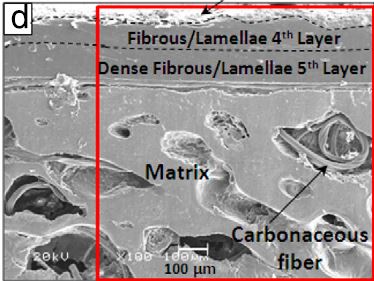 d
Fibrous/Lamellae 4th Layer
Dense Fibrous/Lamellae 5th Layer
Matrix
Carbonaceous
fiber
20kV X100 100μm
100 μm